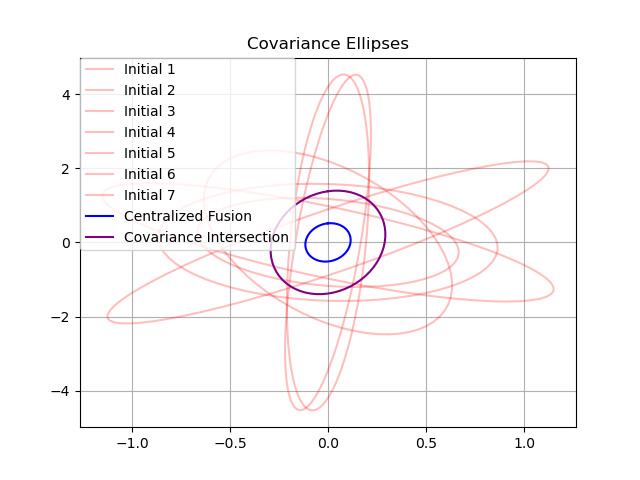 Covariance Ellipses
Initial 1
Initial 2
Initial 3
Initial 4
Initial 5
Initial 6
Initial 7
Centralized Fusion
Covariance Intersection
4
2
0
−2
−4
−1.0 −0.5 0.0 0.5 1.0